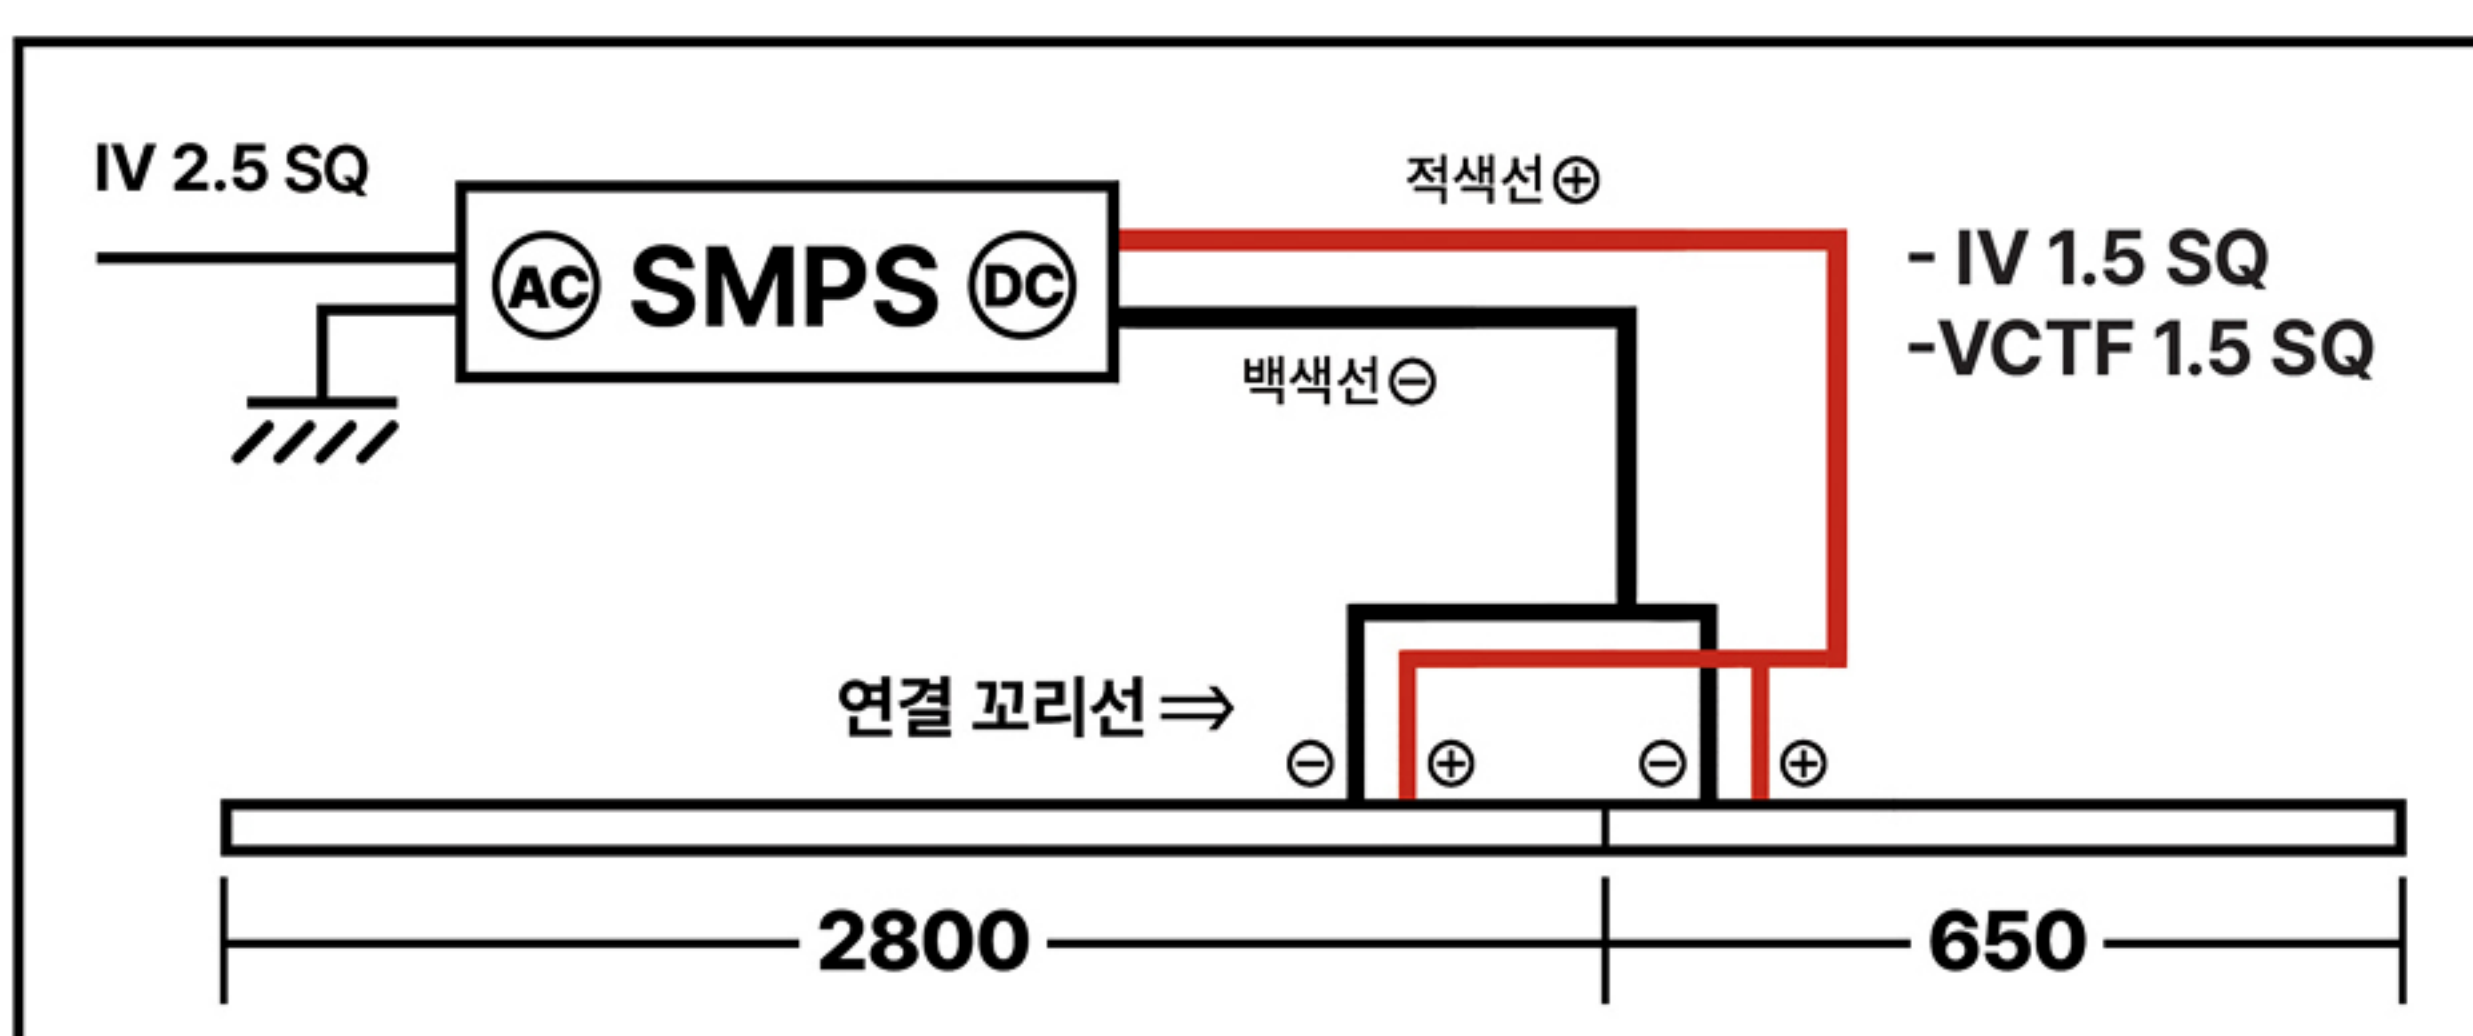 IV 2.5 SQ
적색선⊕
AC SMPS DC
- IV 1.5 SQ
-VCTF 1.5 SQ
백색선⊖
연결 꼬리선⇒
⊖ ⊕ ⊖ ⊕
2800 650